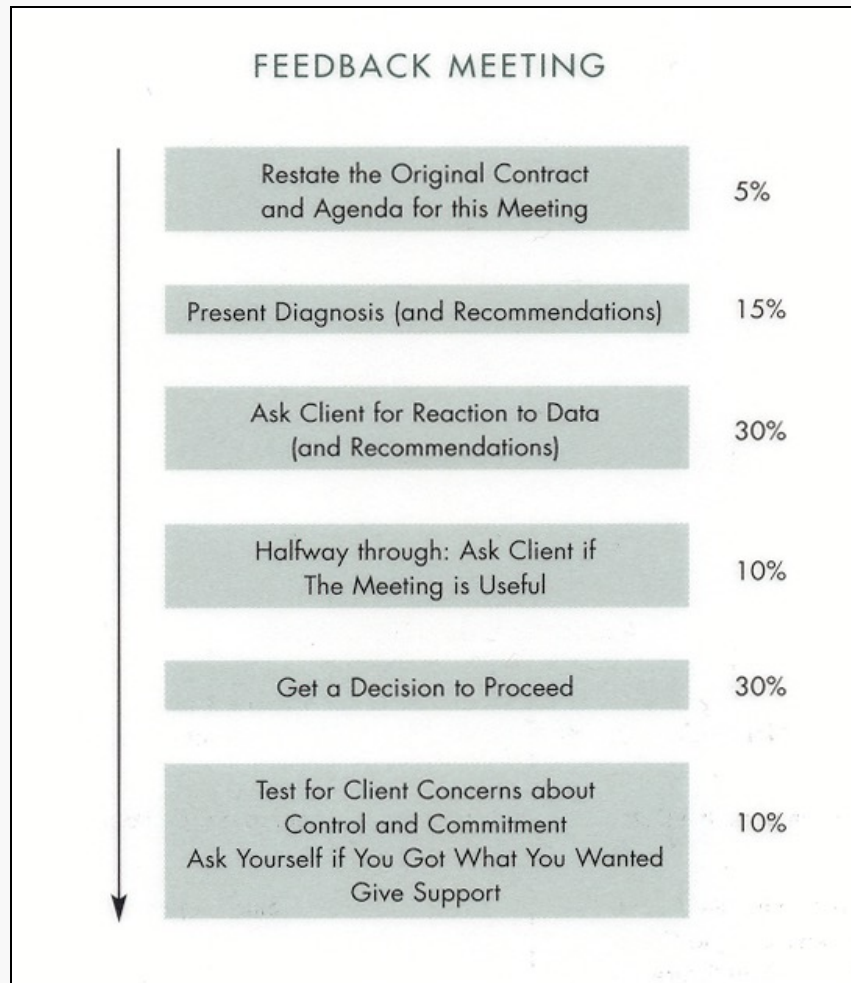 FEEDBACK MEETING
Restate the Original Contract
and Agenda for this Meeting
5%
Present Diagnosis (and Recommendations)
15%
Ask Client for Reaction to Data
(and Recommendations)
30%
Halfway through: Ask Client if
The Meeting is Useful
10%
Get a Decision to Proceed
30%
Test for Client Concerns about
Control and Commitment
Ask Yourself if You Got What You Wanted
Give Support
10%